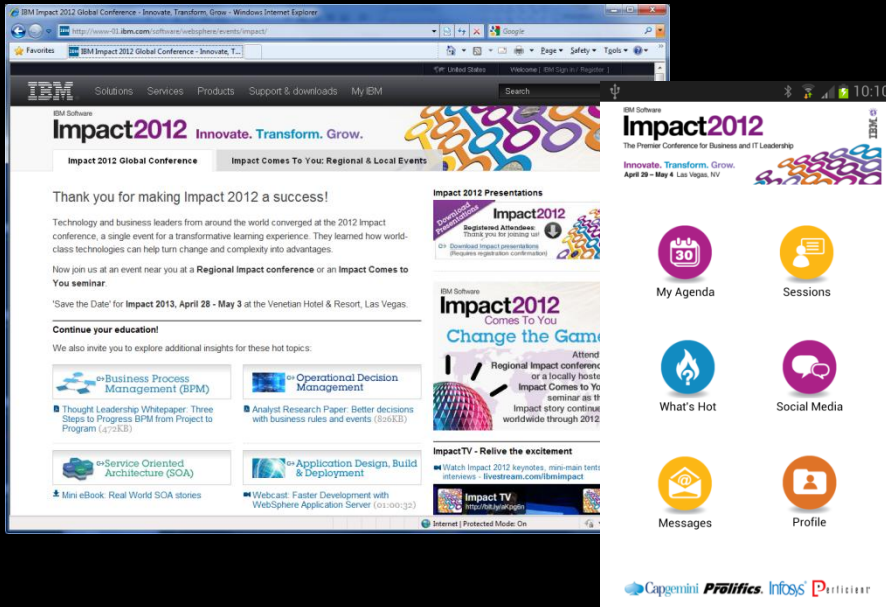 IBM Impact 2012 Global Conference - Innovate, Transform, Grow - Windows Internet Explorer
http://www-01.ibm.com/software/websphere/events/impact/
Google
Favorites
IBM Impact 2012 Global Conference - Innovate, T...
Page
Safety
Tools
United States
Welcome [ IBM Sign in / Register ]
IBM
Solutions
Services
Products
Support & downloads
My IBM
Search
IBM Software
Impact2012 Innovate. Transform. Grow.
Impact 2012 Global Conference
Impact Comes To You: Regional & Local Events
Thank you for making Impact 2012 a success!
Technology and business leaders from around the world converged at the 2012 Impact
conference, a single event for a transformative learning experience. They learned how world-
class technologies can help turn change and complexity into advantages.
Now join us at an event near you at a Regional Impact conference or an Impact Comes to
You seminar.
'Save the Date' for Impact 2013, April 28 - May 3 at the Venetian Hotel & Resort, Las Vegas.
Continue your education!
We also invite you to explore additional insights for these hot topics:
Business Process
Management (BPM)
Thought Leadership Whitepaper: Three
Steps to Progress BPM from Project to
Program (472KB)
Operational Decision
Management
Analyst Research Paper: Better decisions
with business rules and events (826KB)
Service Oriented
Architecture (SOA)
Mini eBook: Real World SOA stories
Application Design, Build
& Deployment
Webcast: Faster Development with
WebSphere Application Server (01:00:32)
Impact 2012 Presentations
Download
Presentations
Impact2012
Registered Attendees:
Thank you for joining us!
Download Impact presentations
(Requires registration confirmation)
IBM Software
Impact2012
Comes To You
Change the Game
Attend
Regional Impact conferenc
or a locally hoste
Impact Comes to Yo
seminar as th
Impact story continue
worldwide through 2012
ImpactTV - Relive the excitement
Watch Impact 2012 keynotes, mini-main tents
interviews - livestream.com/ibmimpact
Impact TV
http://bit.ly/aKpg6n
Internet | Protected Mode: On
10:10
IBM Software
Impact2012
The Premier Conference for Business and IT Leadership
Innovate. Transform. Grow.
April 29 – May 4 Las Vegas, NV
IBM
30
My Agenda
Sessions
What's Hot
Social Media
Messages
Profile
Capgemini
Prolifics.
Infosys
Perficient